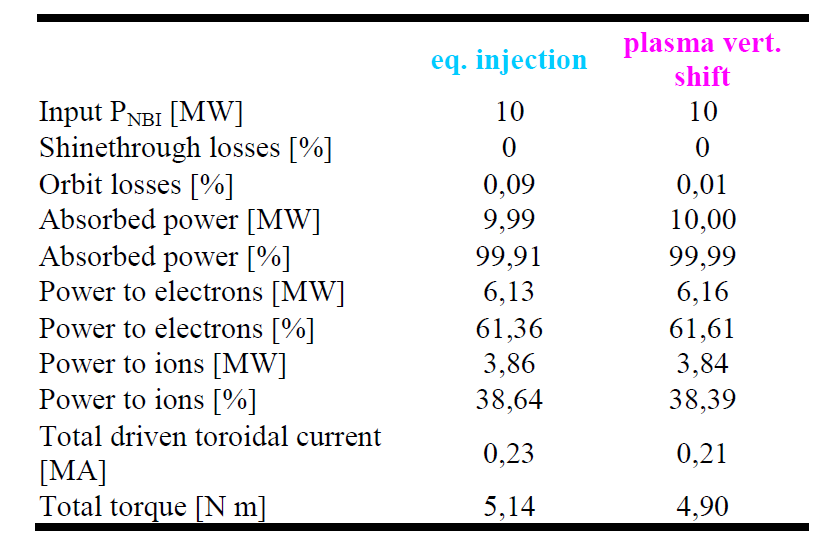 eq. injection plasma vert. shift
Input PNBI [MW] 10 10
Shinethrough losses [%] 0 0
Orbit losses [%] 0,09 0,01
Absorbed power [MW] 9,99 10,00
Absorbed power [%] 99,91 99,99
Power to electrons [MW] 6,13 6,16
Power to electrons [%] 61,36 61,61
Power to ions [MW] 3,86 3,84
Power to ions [%] 38,64 38,39
Total driven toroidal current
[MA] 0,23 0,21
Total torque [N m] 5,14 4,90